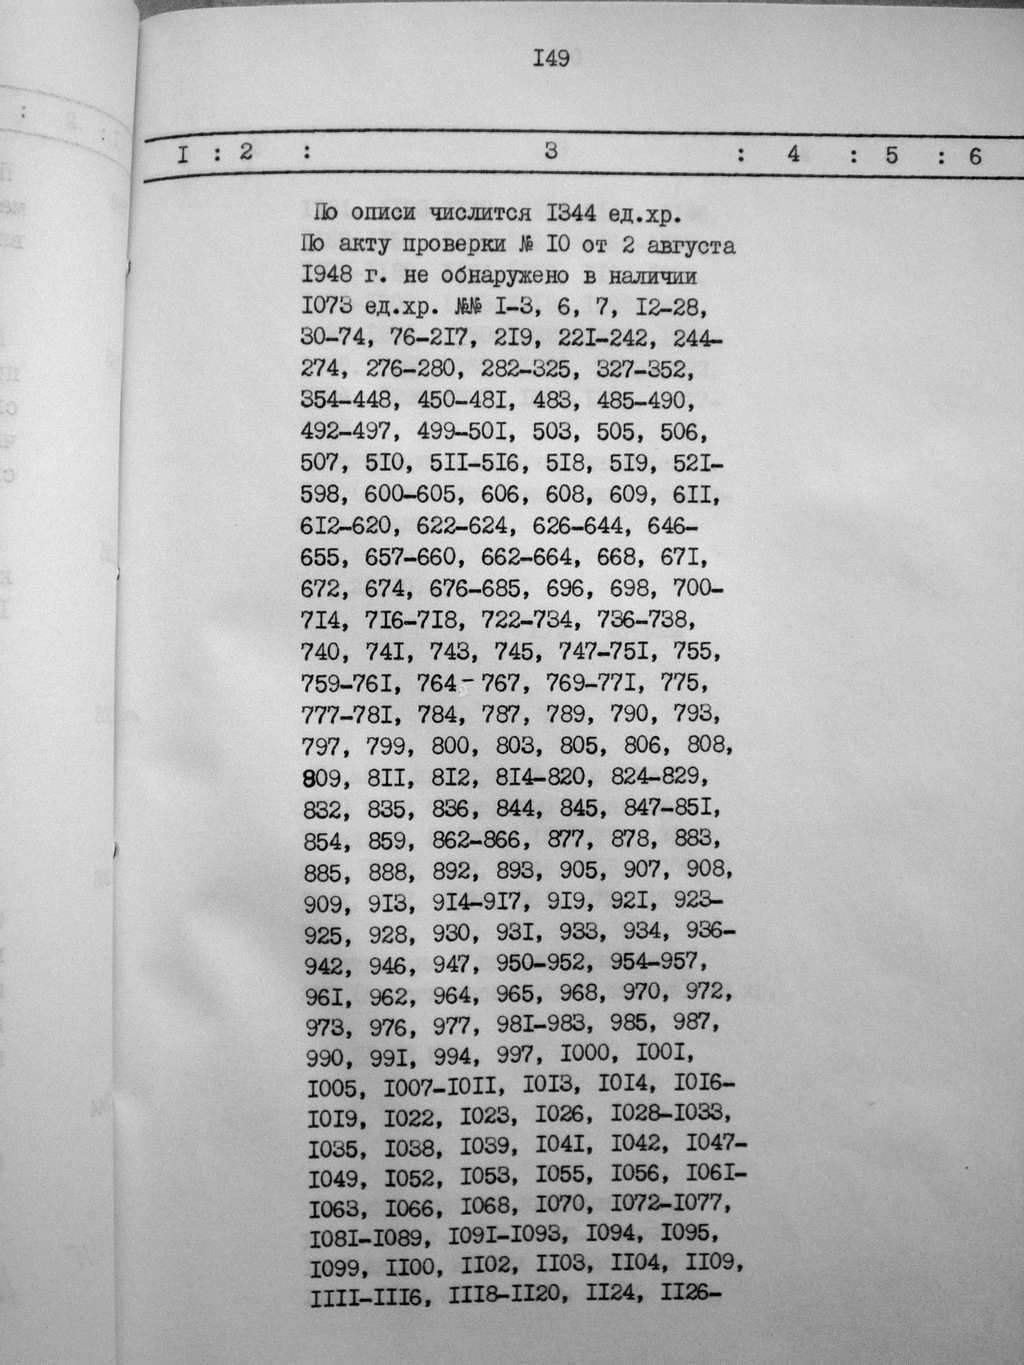 I49
I : 2 : 3 : 4 : 5 : 6
По описи числится I344 ед.хр.
По акту проверки № I0 от 2 августа
I948 г. не обнаружено в наличии
I073 ед.хр. №№ I-3, 6, 7, I2-28,
30-74, 76-2I7, 2I9, 22I-242, 244-
274, 276-280, 282-325, 327-352,
354-448, 450-48I, 483, 485-490,
492-497, 499-50I, 503, 505, 506,
507, 5I0, 5II-5I6, 5I8, 5I9, 52I-
598, 600-605, 606, 608, 609, 6II,
6I2-620, 622-624, 626-644, 646-
655, 657-660, 662-664, 668, 67I,
672, 674, 676-685, 696, 698, 700-
7I4, 7I6-7I8, 722-734, 736-738,
740, 74I, 743, 745, 747-75I, 755,
759-76I, 764-767, 769-77I, 775,
777-78I, 784, 787, 789, 790, 793,
797, 799, 800, 803, 805, 806, 808,
809, 8II, 8I2, 8I4-820, 824-829,
832, 835, 836, 844, 845, 847-85I,
854, 859, 862-866, 877, 878, 883,
885, 888, 892, 893, 905, 907, 908,
909, 9I3, 9I4-9I7, 9I9, 92I, 923-
925, 928, 930, 93I, 933, 934, 936-
942, 946, 947, 950-952, 954-957,
96I, 962, 964, 965, 968, 970, 972,
973, 976, 977, 98I-983, 985, 987,
990, 99I, 994, 997, I000, I00I,
I005, I007-I0II, I0I3, I0I4, I0I6-
I0I9, I022, I023, I026, I028-I033,
I035, I038, I039, I04I, I042, I047-
I049, I052, I053, I055, I056, I06I-
I063, I066, I068, I070, I072-I077,
I08I-I089, I09I-I093, I094, I095,
I099, II00, II02, II03, II04, II09,
IIII-III6, III8-II20, II24, II26-